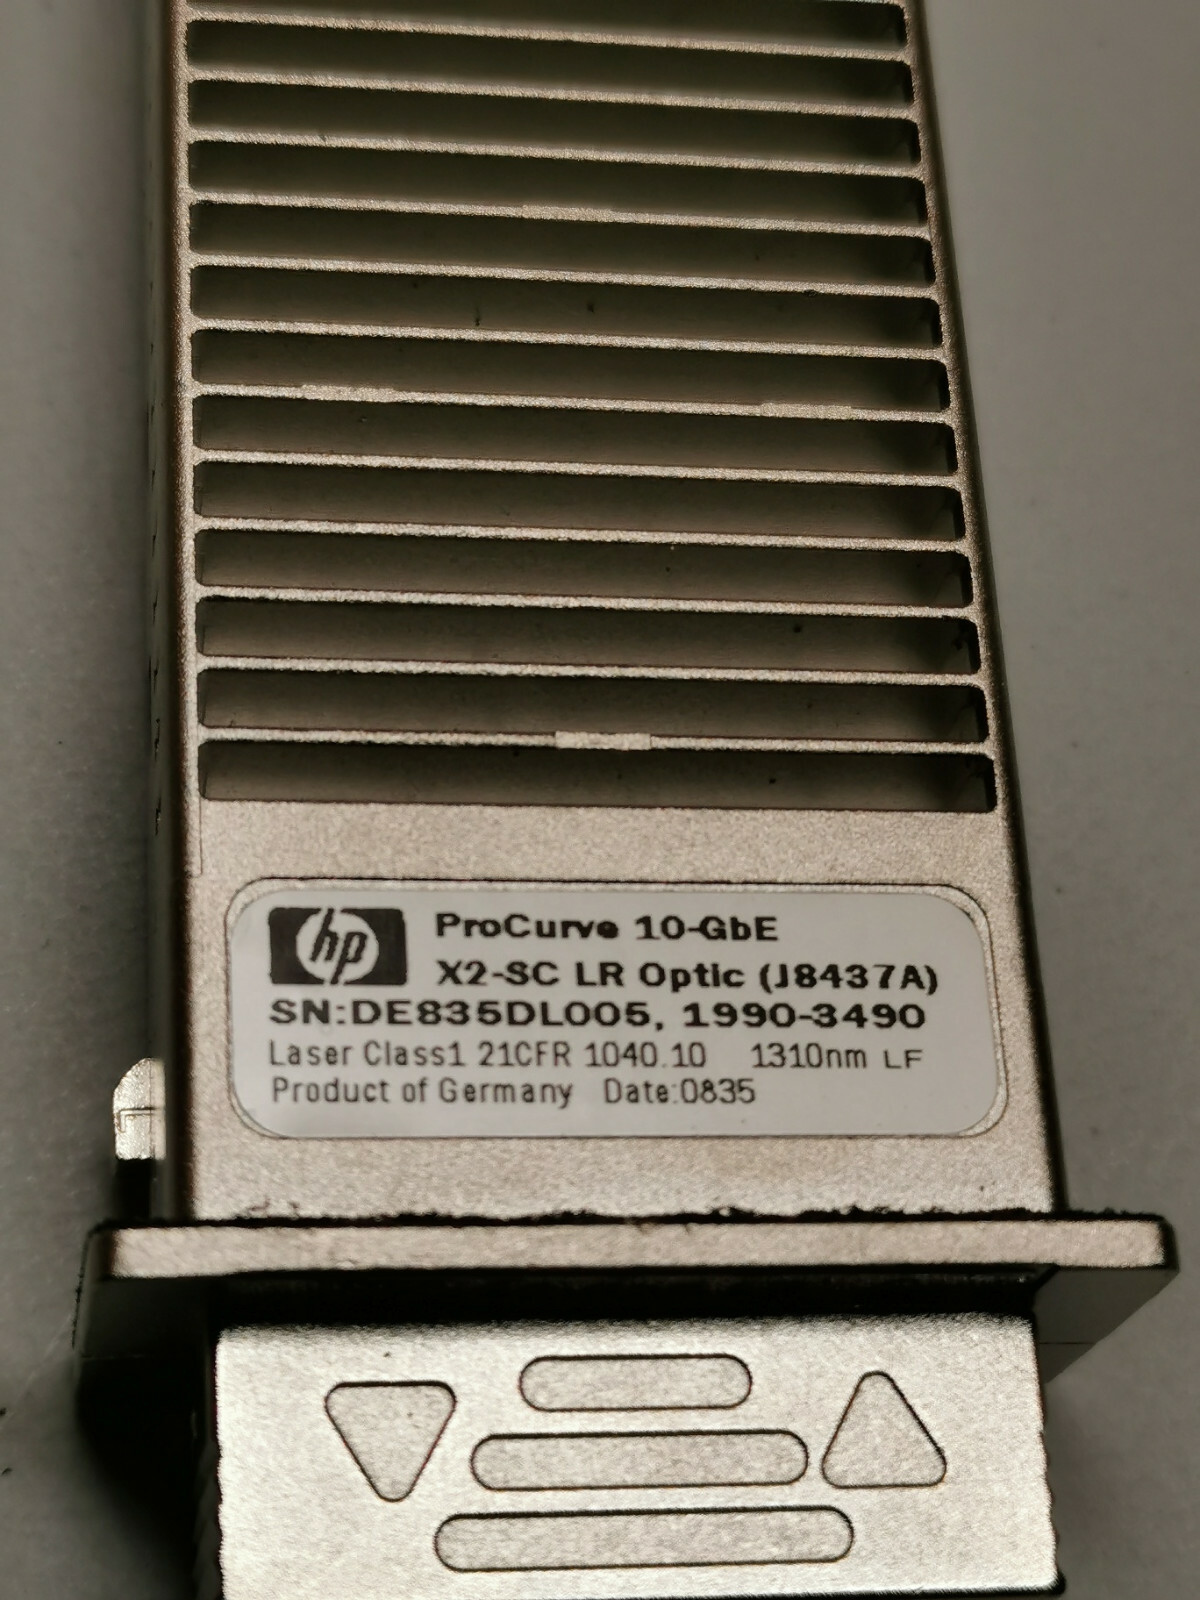 hp
ProCurve 10-GbE
X2-SC LR Optic (J8437A)
SN:DE835DL005, 1990-3490
Laser Class1 21CFR 1040.10 1310nm LF
Product of Germany Date:0835